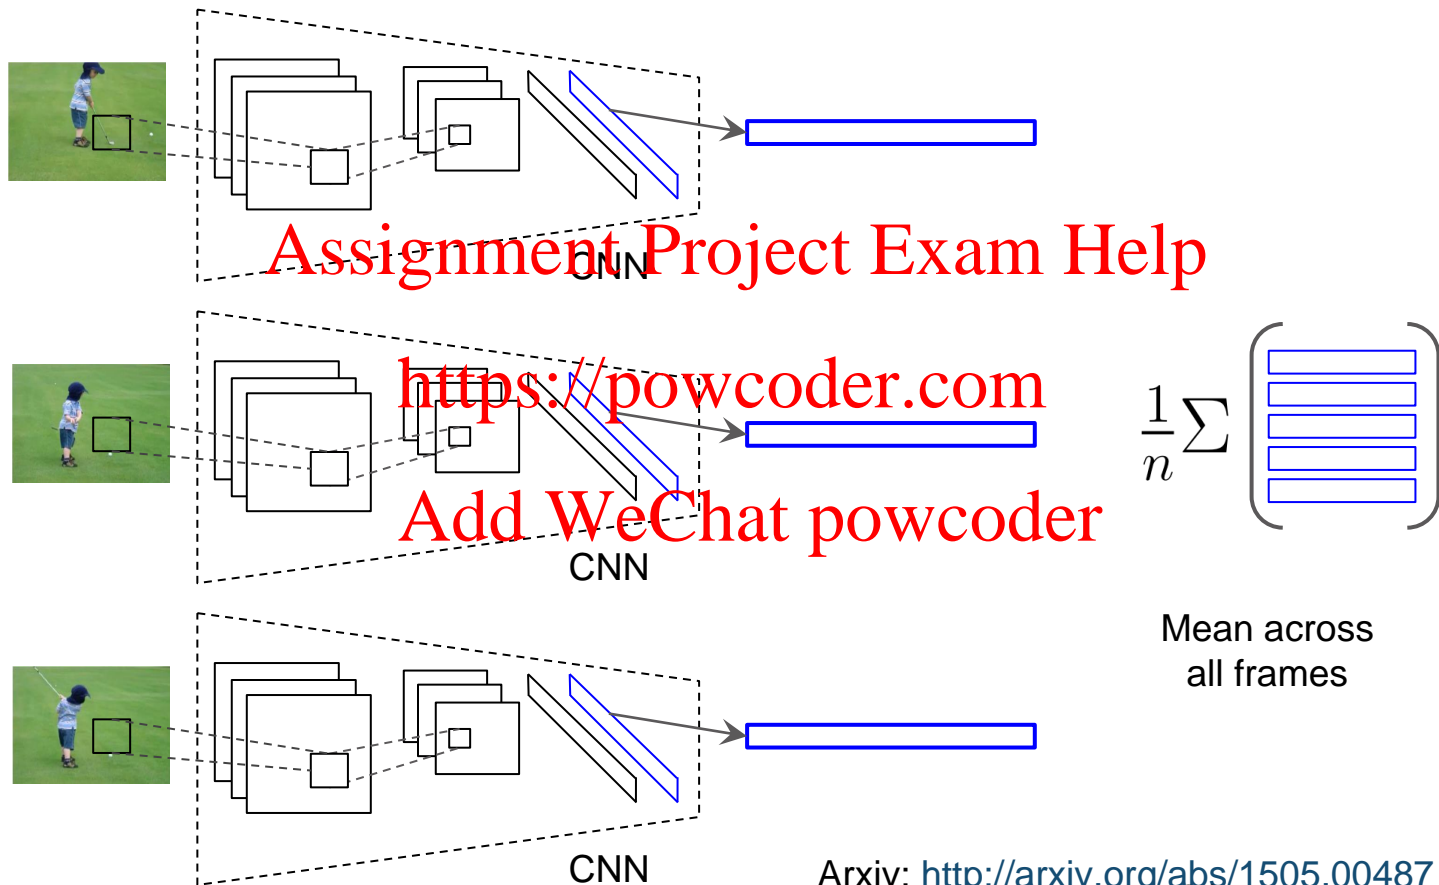 Assignment Project Exam Help
CNN
https://powcoder.com
1/n ∑
Add WeChat powcoder
CNN
Mean across
all frames
CNN
Arxiv: http://arxiv.org/abs/1505.00487